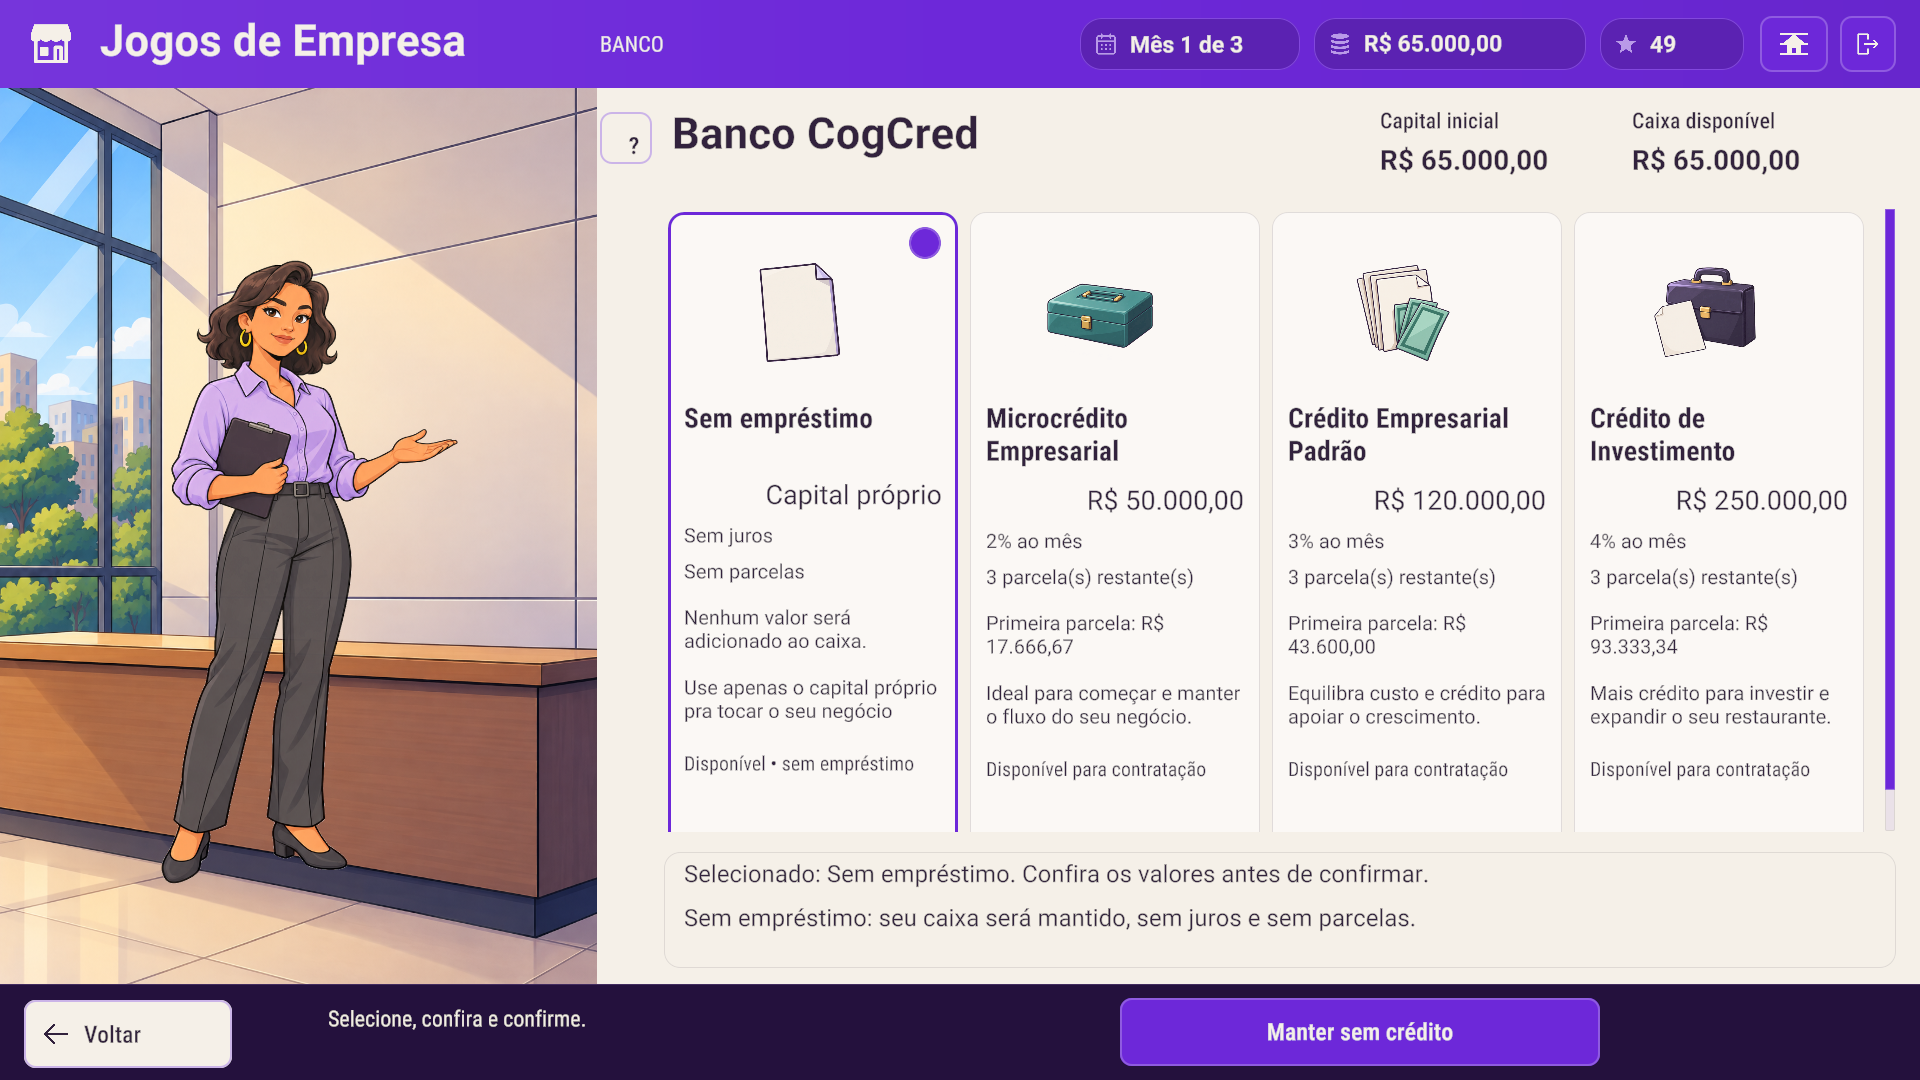 Jogos de Empresa
BANCO
Mês 1 de 3
R$ 65.000,00
49
?
Banco CogCred
Capital inicial
R$ 65.000,00
Caixa disponível
R$ 65.000,00
Sem empréstimo
Capital próprio
Sem juros
Sem parcelas
Nenhum valor será
adicionado ao caixa.
Use apenas o capital próprio
pra tocar o seu negócio
Disponível • sem empréstimo
Microcrédito
Empresarial
R$ 50.000,00
2% ao mês
3 parcela(s) restante(s)
Primeira parcela: R$
17.666,67
Ideal para começar e manter
o fluxo do seu negócio.
Disponível para contratação
Crédito Empresarial
Padrão
R$ 120.000,00
3% ao mês
3 parcela(s) restante(s)
Primeira parcela: R$
43.600,00
Equilibra custo e crédito para
apoiar o crescimento.
Disponível para contratação
Crédito de
Investimento
R$ 250.000,00
4% ao mês
3 parcela(s) restante(s)
Primeira parcela: R$
93.333,34
Mais crédito para investir e
expandir o seu restaurante.
Disponível para contratação
Selecionado: Sem empréstimo. Confira os valores antes de confirmar.
Sem empréstimo: seu caixa será mantido, sem juros e sem parcelas.
Voltar
Selecione, confira e confirme.
Manter sem crédito